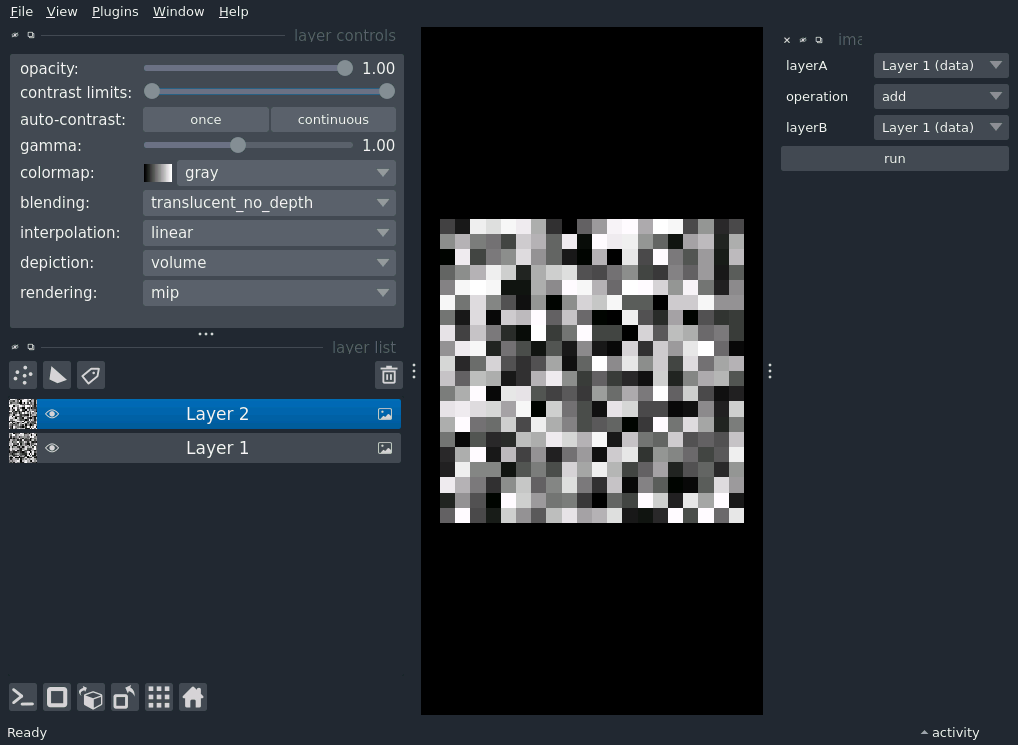 File View Plugins Window Help
layer controls
opacity: 1.00
contrast limits:
auto-contrast: once continuous
gamma: 1.00
colormap: gray
blending: translucent_no_depth
interpolation: linear
depiction: volume
rendering: mip
layer list
Layer 2
Layer 1
Ready
layerA Layer 1 (data)
operation add
layerB Layer 1 (data)
run
activity